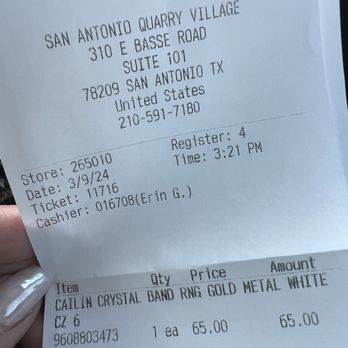 SAN ANTONIO QUARRY VILLAGE
310 E BASSE ROAD
SUITE 101
78209 SAN ANTONIO TX
United States
210-591-7180
Store: 265010 Register: 4
Date: 3/9/24 Time: 3:21 PM
Ticket: 11716
Cashier: 016708(Erin G.)
Item Qty Price Amount
CAILIN CRYSTAL BAND RNG GOLD METAL WHITE
CZ 6
9608803473 1 ea 65.00 65.00